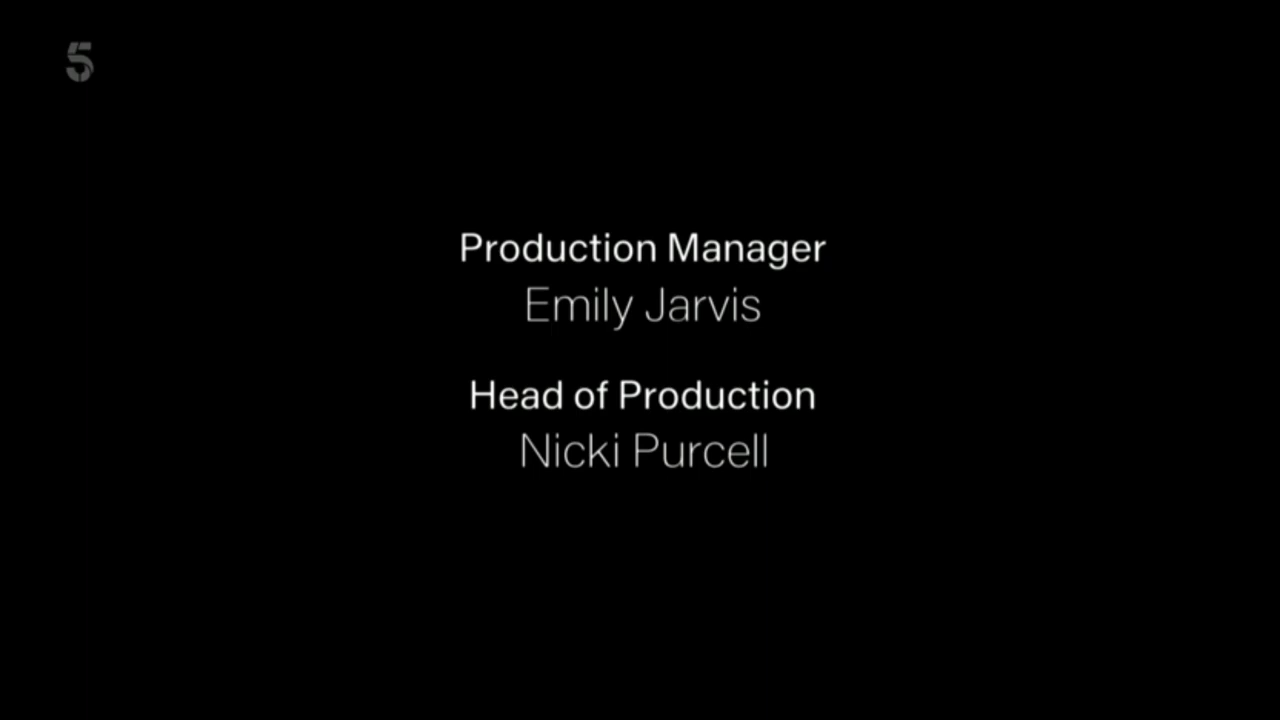 5
Production Manager
Emily Jarvis
Head of Production
Nicki Purcell